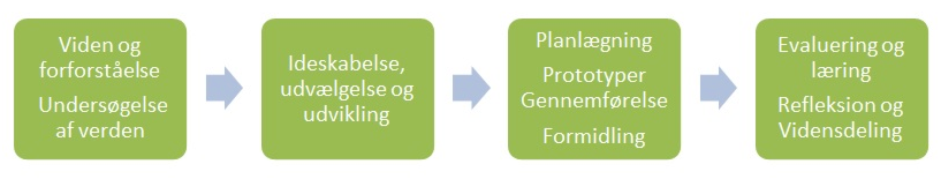 Viden og
forforståelse
Undersøgelse
af verden
Ideskabelse,
udvælgelse og
udvikling
Planlægning
Prototyper
Gennemførelse
Formidling
Evaluering og
læring
Refleksion og
Vidensdeling